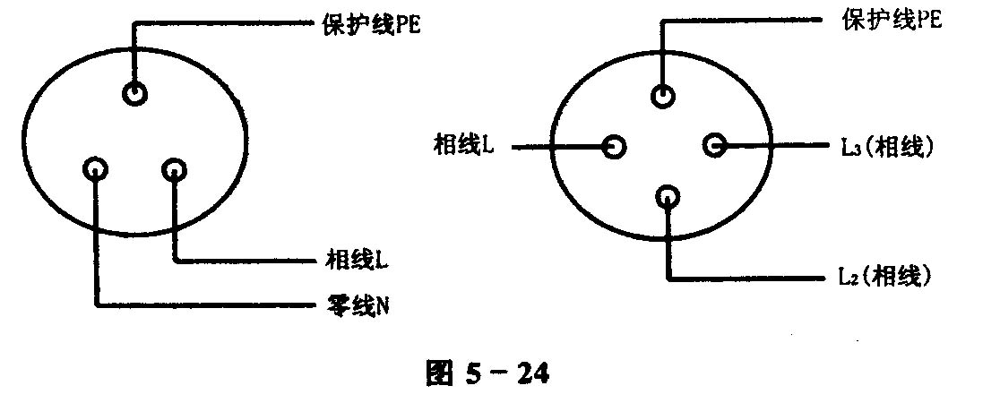 保护线PE
保护线PE
相线L
L₃(相线)
相线L
L₂(相线)
零线N
图 5-24